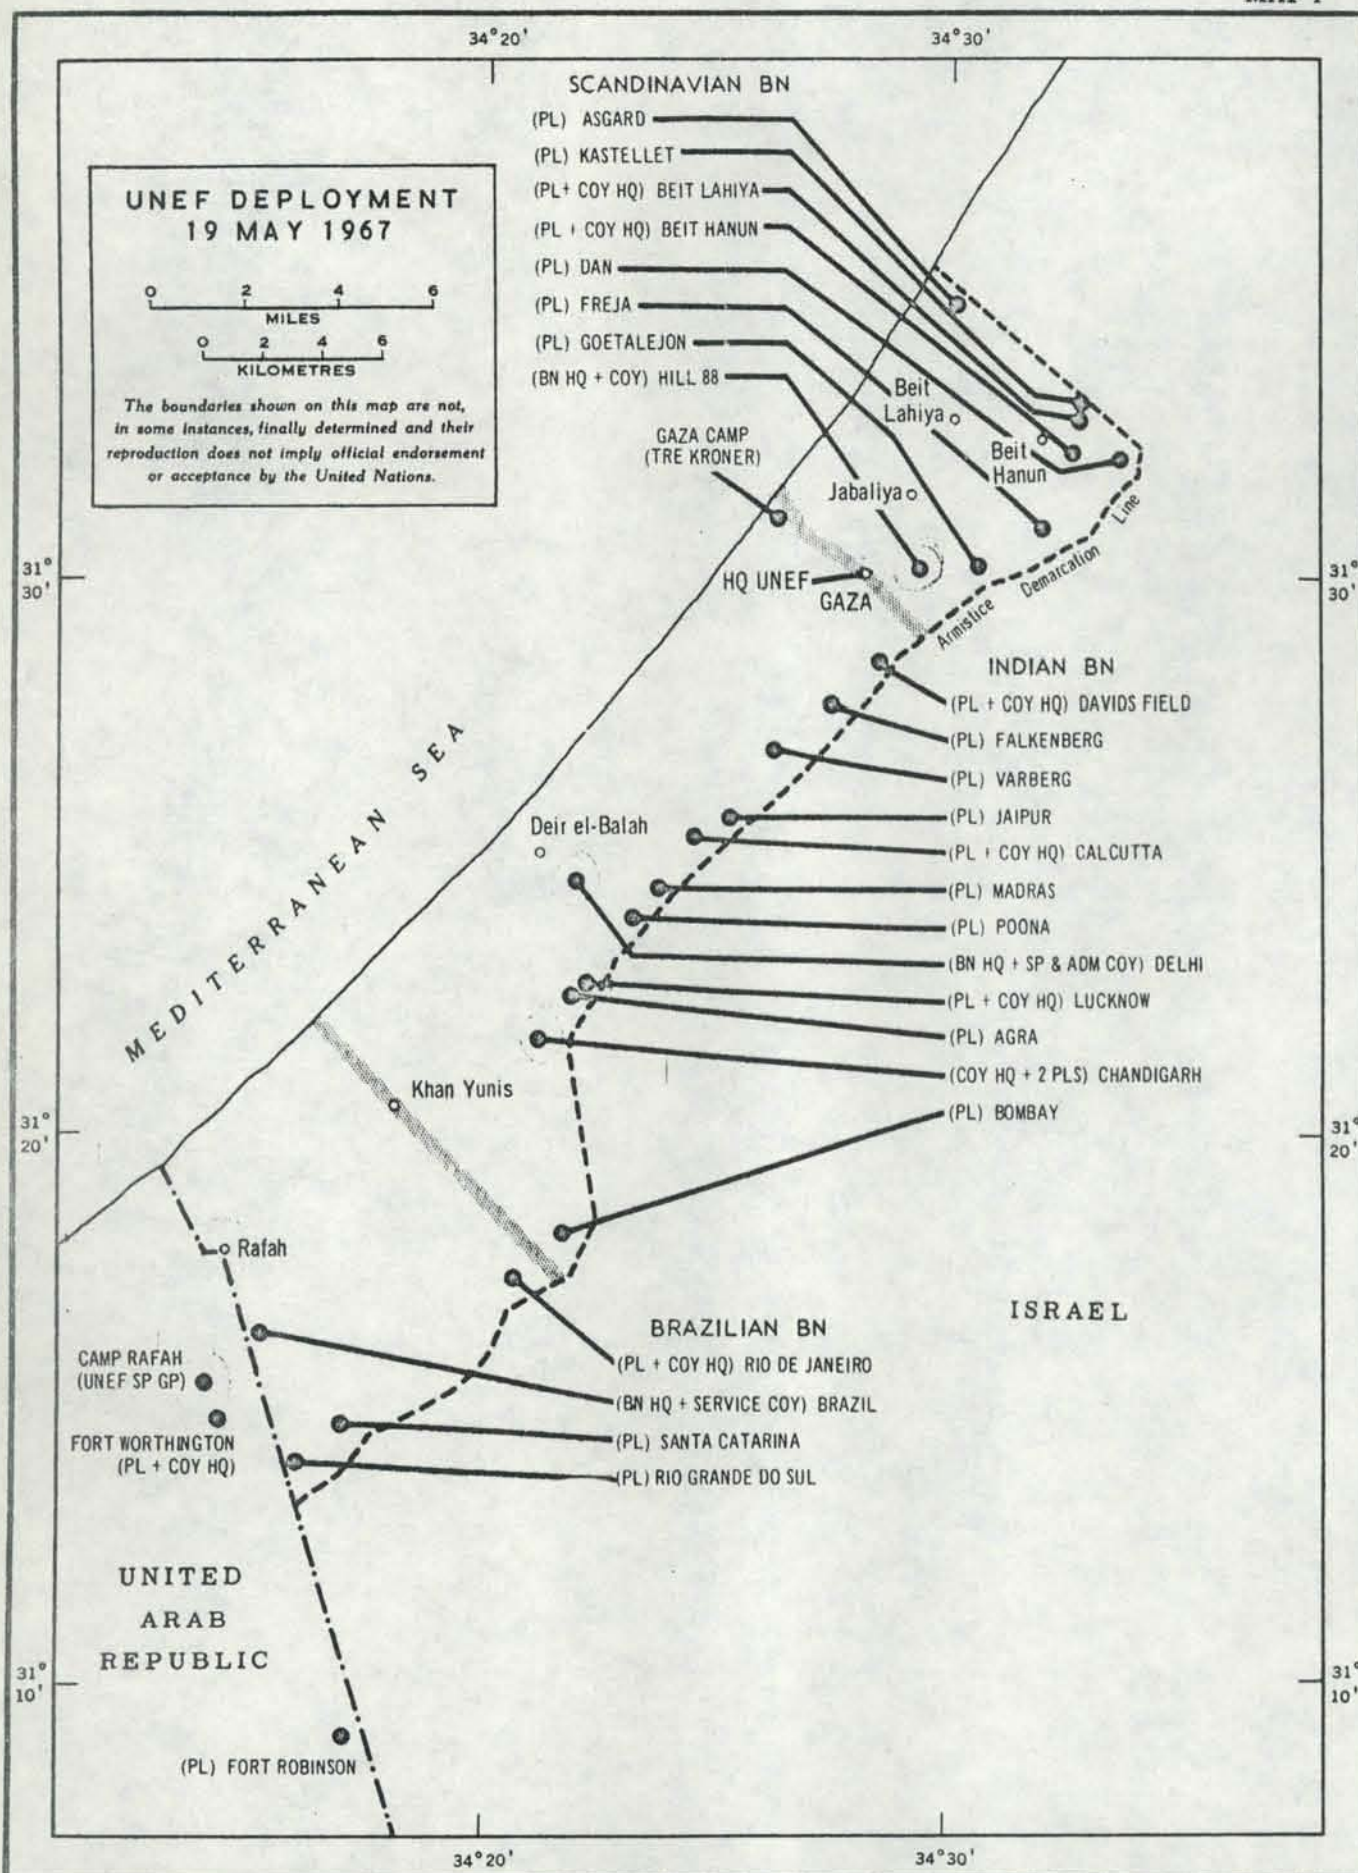 34°20'
34°30'
SCANDINAVIAN BN
(PL) ASGARD
(PL) KASTELLET
(PL+ COY HQ) BEIT LAHIYA
(PL + COY HQ) BEIT HANUN
(PL) DAN
(PL) FREJA
(PL) GOETALEJON
(BN HQ + COY) HILL 88
UNEF DEPLOYMENT
19 MAY 1967
0 2 4 6
MILES
0 2 4 6
KILOMETRES
The boundaries shown on this map are not,
in some instances, finally determined and their
reproduction does not imply official endorsement
or acceptance by the United Nations.
GAZA CAMP
(TRE KRONER)
Beit
Lahiya
Beit
Hanun
Jabaliya
HQ UNEF
GAZA
Armistice Demarcation Line
31°
30'
31°
30'
INDIAN BN
(PL + COY HQ) DAVIDS FIELD
(PL) FALKENBERG
(PL) VARBERG
(PL) JAIPUR
(PL + COY HQ) CALCUTTA
(PL) MADRAS
(PL) POONA
(BN HQ + SP & ADM COY) DELHI
(PL + COY HQ) LUCKNOW
(PL) AGRA
(COY HQ + 2 PLS) CHANDIGARH
(PL) BOMBAY
MEDITERRANEAN SEA
Deir el-Balah
Khan Yunis
31°
20'
31°
20'
Rafah
ISRAEL
BRAZILIAN BN
(PL + COY HQ) RIO DE JANEIRO
(BN HQ + SERVICE COY) BRAZIL
(PL) SANTA CATARINA
(PL) RIO GRANDE DO SUL
CAMP RAFAH
(UNEF SP GP)
FORT WORTHINGTON
(PL + COY HQ)
UNITED
ARAB
REPUBLIC
31°
10'
31°
10'
(PL) FORT ROBINSON
34°20'
34°30'